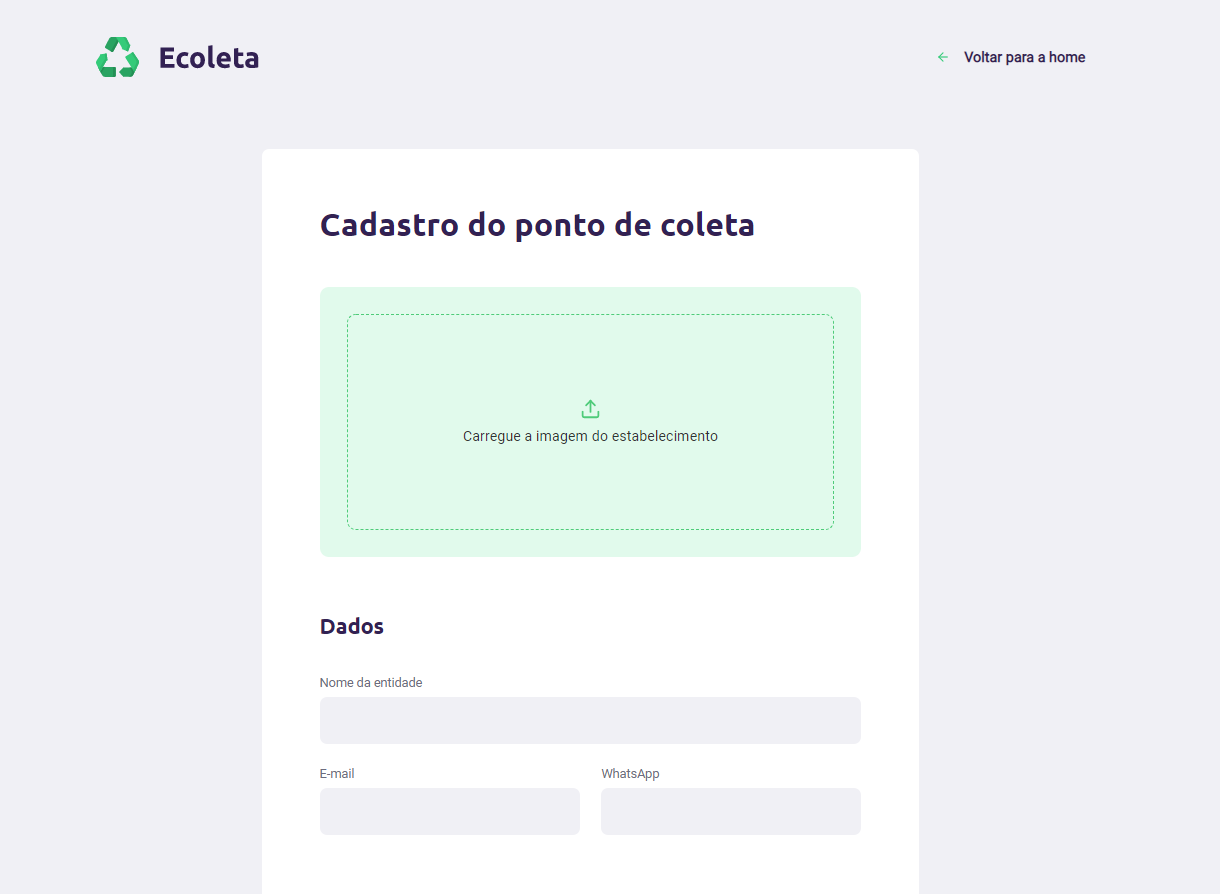 Ecoleta
Voltar para a home
Cadastro do ponto de coleta
Carregue a imagem do estabelecimento
Dados
Nome da entidade
E-mail
WhatsApp